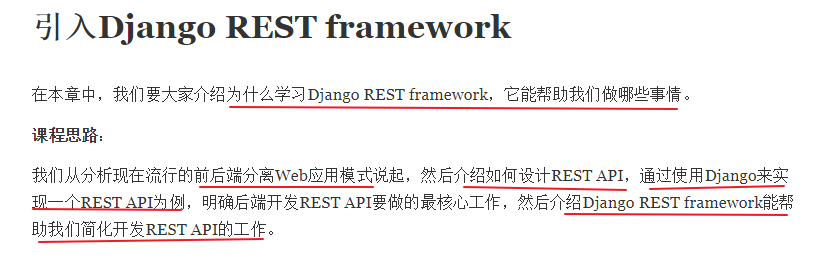 引入Django REST framework
在本章中，我们要大家介绍为什么学习Django REST framework，它能帮助我们做哪些事情。
课程思路：
我们从分析现在流行的前后端分离Web应用模式说起，然后介绍如何设计REST API，通过使用Django来实
现一个REST API为例，明确后端开发REST API要做的最核心工作，然后介绍Django REST framework能帮
助我们简化开发REST API的工作。